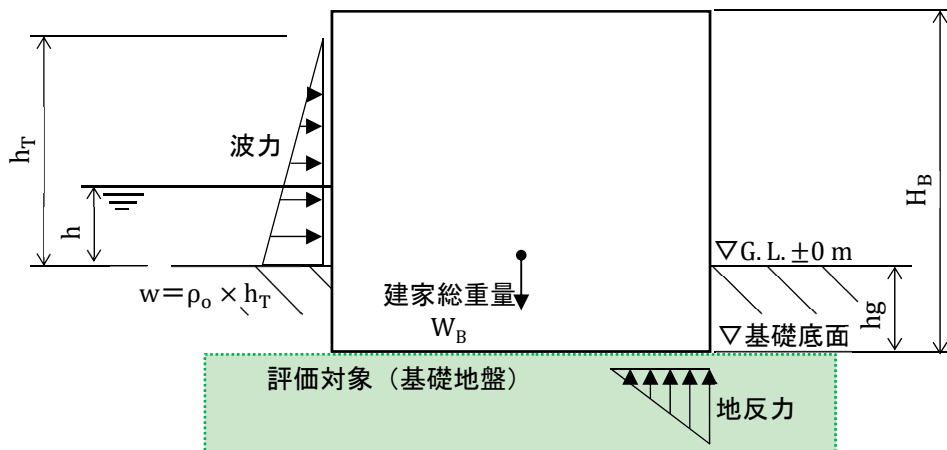 h_T
波力
h
w＝ρ_o × h_T
建家総重量
W_B
H_B
▽G. L. ±0 m
hg
▽基礎底面
評価対象（基礎地盤）
地反力